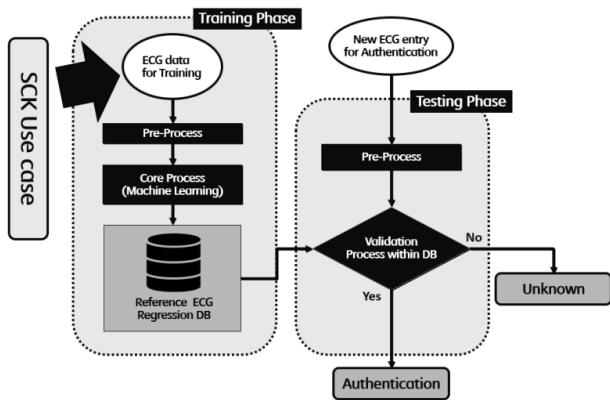 SCK Use case
Training Phase
ECG data
for Training
Pre-Process
Core Process
(Machine Learning)
Reference ECG
Regression DB
New ECG entry
for Authentication
Testing Phase
Pre-Process
Validation
Process within DB
No
Yes
Unknown
Authentication